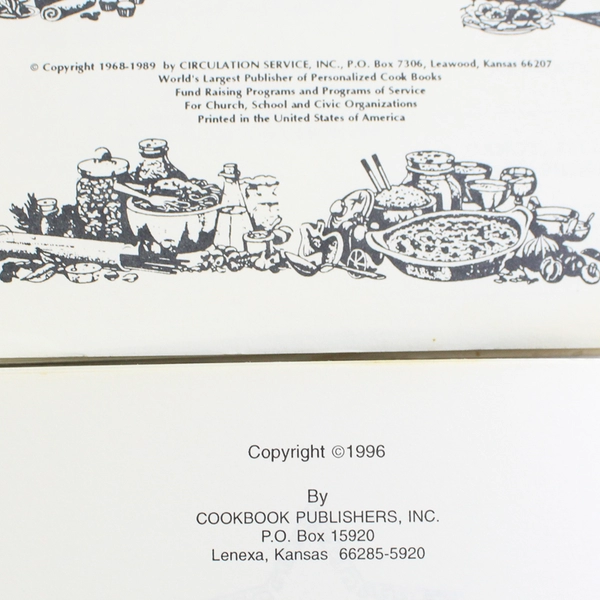 © Copyright 1968-1989 by CIRCULATION SERVICE, INC., P.O. Box 7306, Leawood, Kansas 66207
World's Largest Publisher of Personalized Cook Books
Fund Raising Programs and Programs of Service
For Church, School and Civic Organizations
Printed in the United States of America
Copyright ©1996
By
COOKBOOK PUBLISHERS, INC.
P.O. Box 15920
Lenexa, Kansas 66285-5920